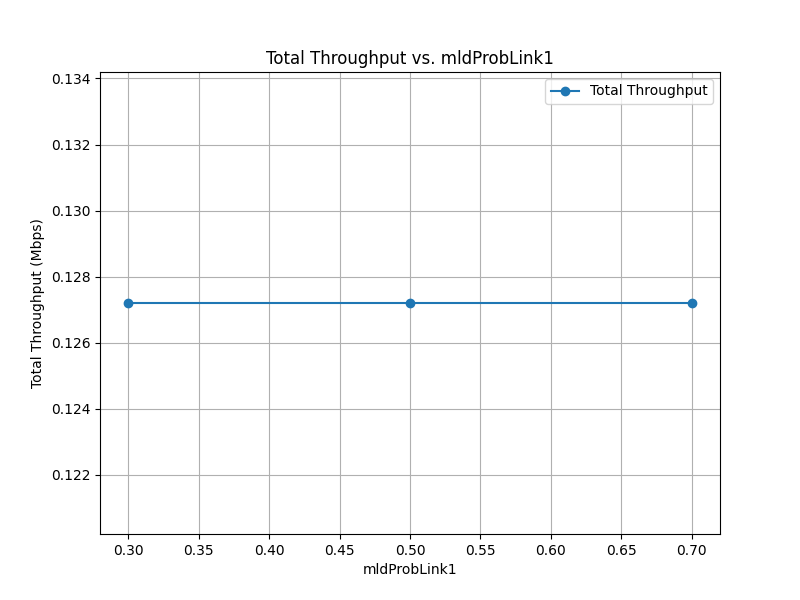 Total Throughput vs. mldProbLink1
Total Throughput
Total Throughput (Mbps)
0.134
0.132
0.130
0.128
0.126
0.124
0.122
0.30 0.35 0.40 0.45 0.50 0.55 0.60 0.65 0.70
mldProbLink1